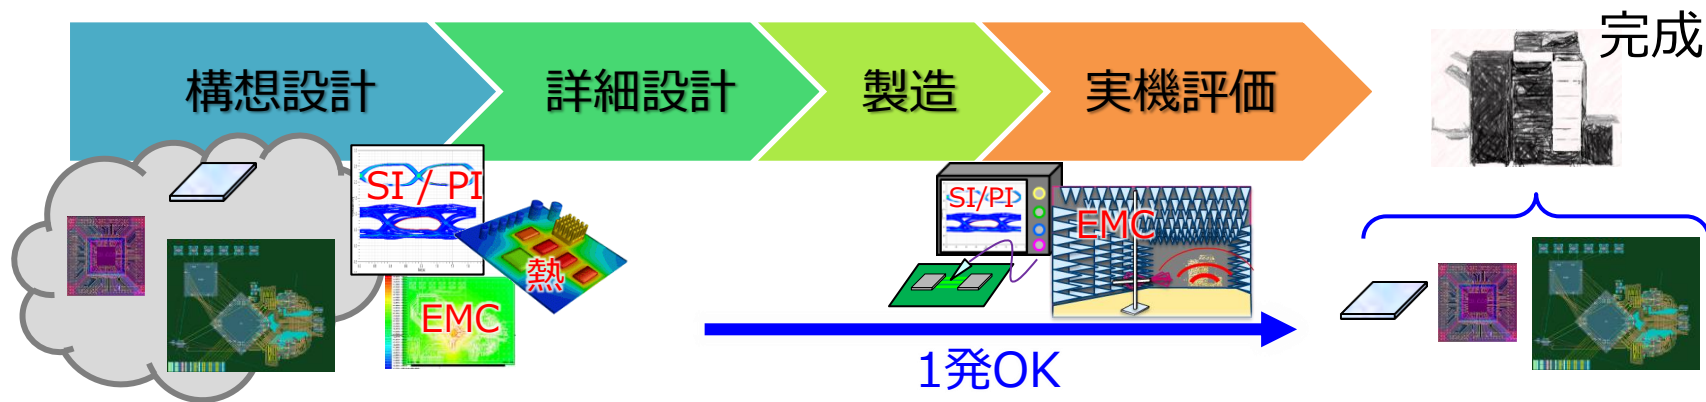 構想設計
詳細設計
製造
実機評価
完成
SI / PI
熱
EMC
SI/PI
EMC
1発OK